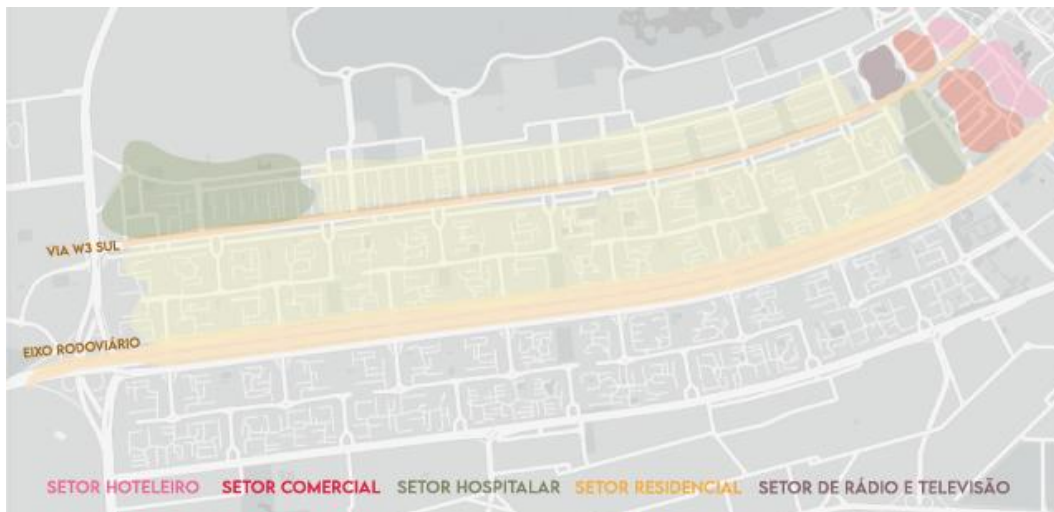 VIA W3 SUL
EIXO RODOVIÁRIO
SETOR HOTELEIRO SETOR COMERCIAL SETOR HOSPITALAR SETOR RESIDENCIAL SETOR DE RÁDIO E TELEVISÃO